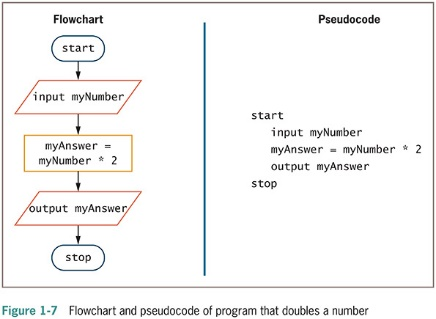 Flowchart
start
input myNumber
myAnswer =
myNumber * 2
output myAnswer
stop
Pseudocode
start
input myNumber
myAnswer = myNumber * 2
output myAnswer
stop
Figure 1-7 Flowchart and pseudocode of program that doubles a number